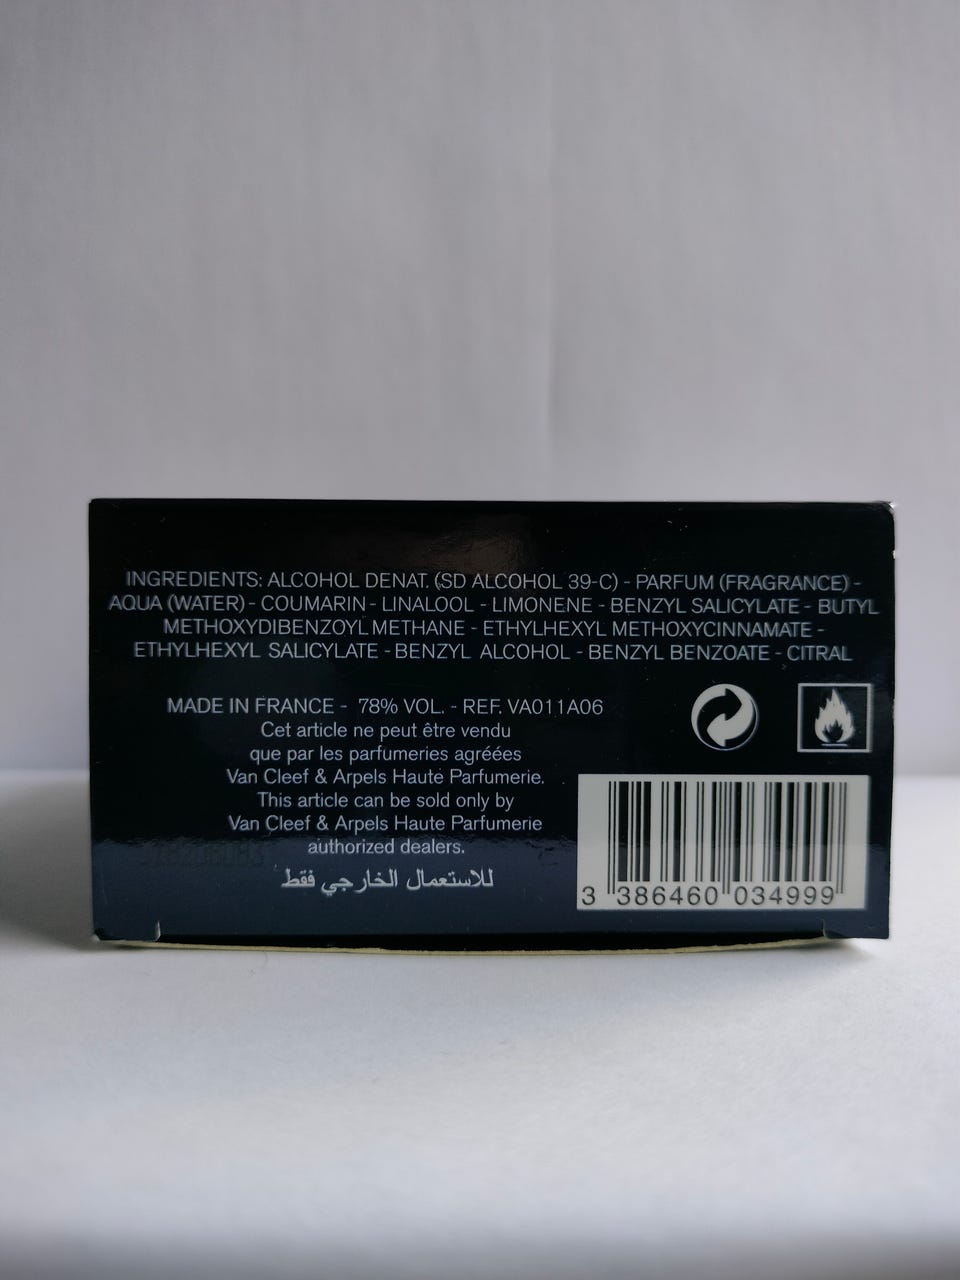 INGREDIENTS: ALCOHOL DENAT. (SD ALCOHOL 39-C) - PARFUM (FRAGRANCE) -
AQUA (WATER) - COUMARIN - LINALOOL - LIMONENE - BENZYL SALICYLATE - BUTYL
METHOXYDIBENZOYL METHANE - ETHYLHEXYL METHOXYCINNAMATE -
ETHYLHEXYL SALICYLATE - BENZYL ALCOHOL - BENZYL BENZOATE - CITRAL
MADE IN FRANCE - 78% VOL. - REF. VA011A06
Cet article ne peut être vendu
que par les parfumeries agréées
Van Cleef & Arpels Haute Parfumerie.
This article can be sold only by
Van Cleef & Arpels Haute Parfumerie
authorized dealers.
للاستعمال الخارجي فقط
3 386460 034999